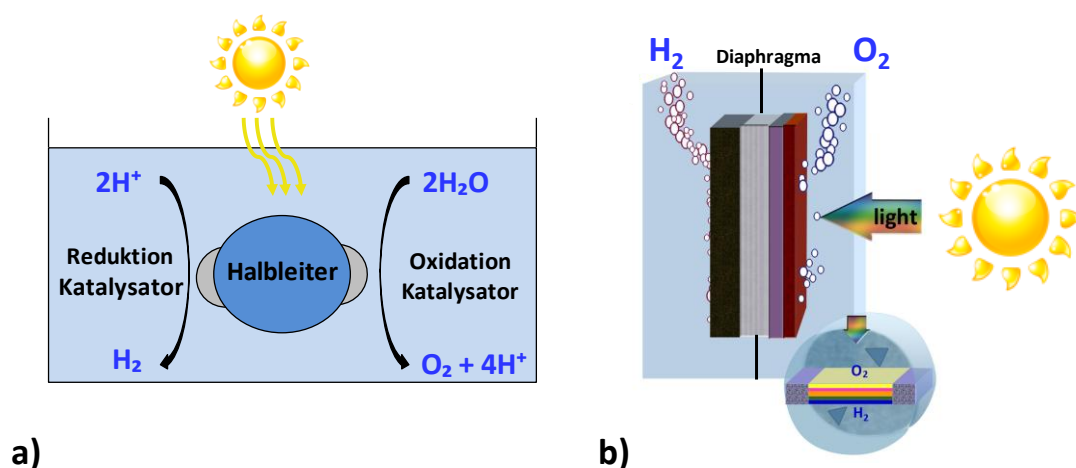 2H⁺
2H₂O
Reduktion
Katalysator
Halbleiter
Oxidation
Katalysator
H₂
O₂ + 4H⁺
a)
H₂
Diaphragma
O₂
light
O₂
H₂
b)